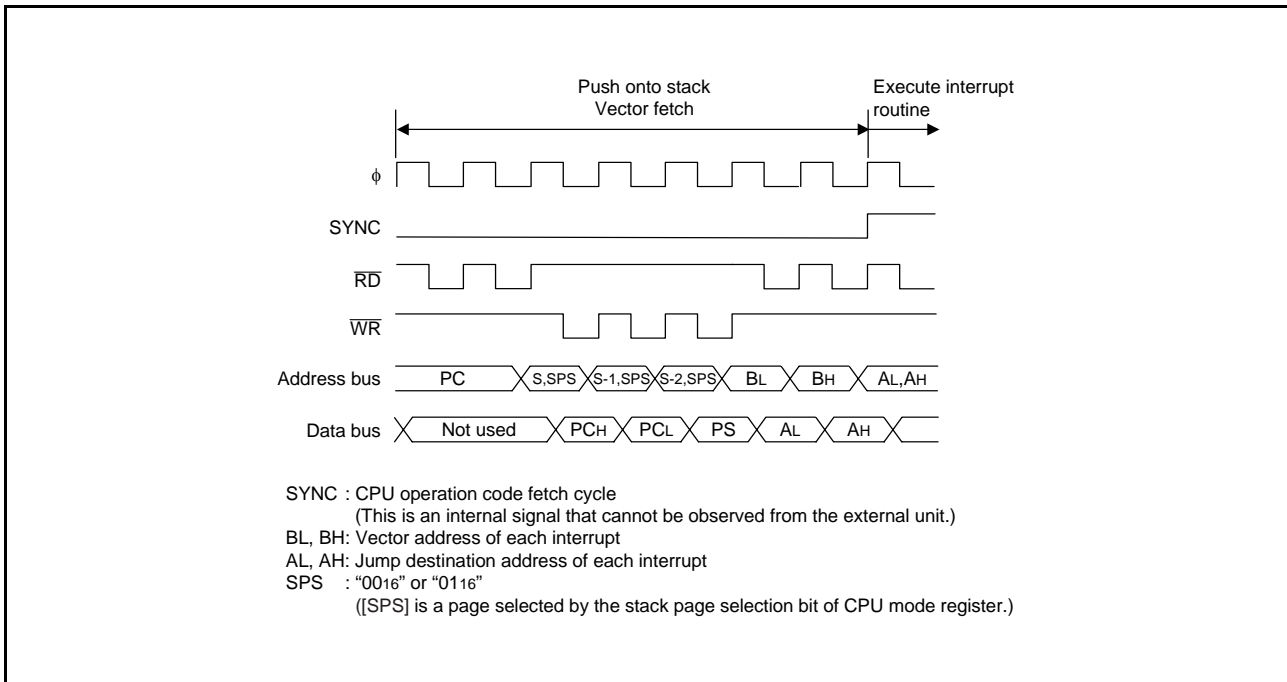 Push onto stack
Vector fetch
Execute interrupt
routine
ϕ
SYNC
RD
WR
Address bus PC S,SPS S-1,SPS S-2,SPS BL BH AL,AH
Data bus Not used PCH PCL PS AL AH
SYNC : CPU operation code fetch cycle
(This is an internal signal that cannot be observed from the external unit.)
BL, BH: Vector address of each interrupt
AL, AH: Jump destination address of each interrupt
SPS : “0016” or “0116”
([SPS] is a page selected by the stack page selection bit of CPU mode register.)